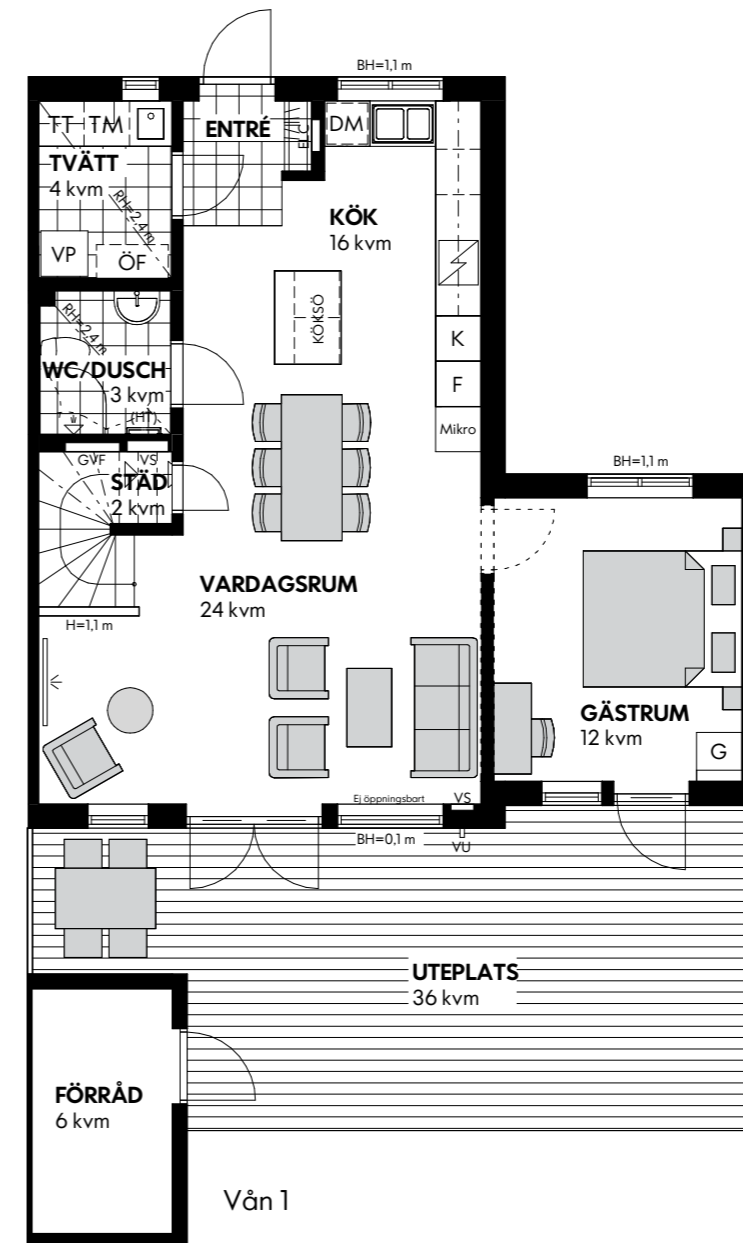 BH=1,1 m
TT
TM
ENTRÉ
ELC
DM
TVÄTT
4 kvm
RH=2,4 m
VP
ÖF
KÖK
16 kvm
KÖKSÖ
K
F
Mikro
RH=2,4 m
WC/DUSCH
3 kvm
(HT)
GVF
VS
STÄD
2 kvm
BH=1,1 m
VARDAGSRUM
24 kvm
H=1,1 m
GÄSTRUM
12 kvm
G
Ej öppningsbart
VS
BH=0,1 m
VU
UTEPLATS
36 kvm
FÖRRÅD
6 kvm
Vån 1